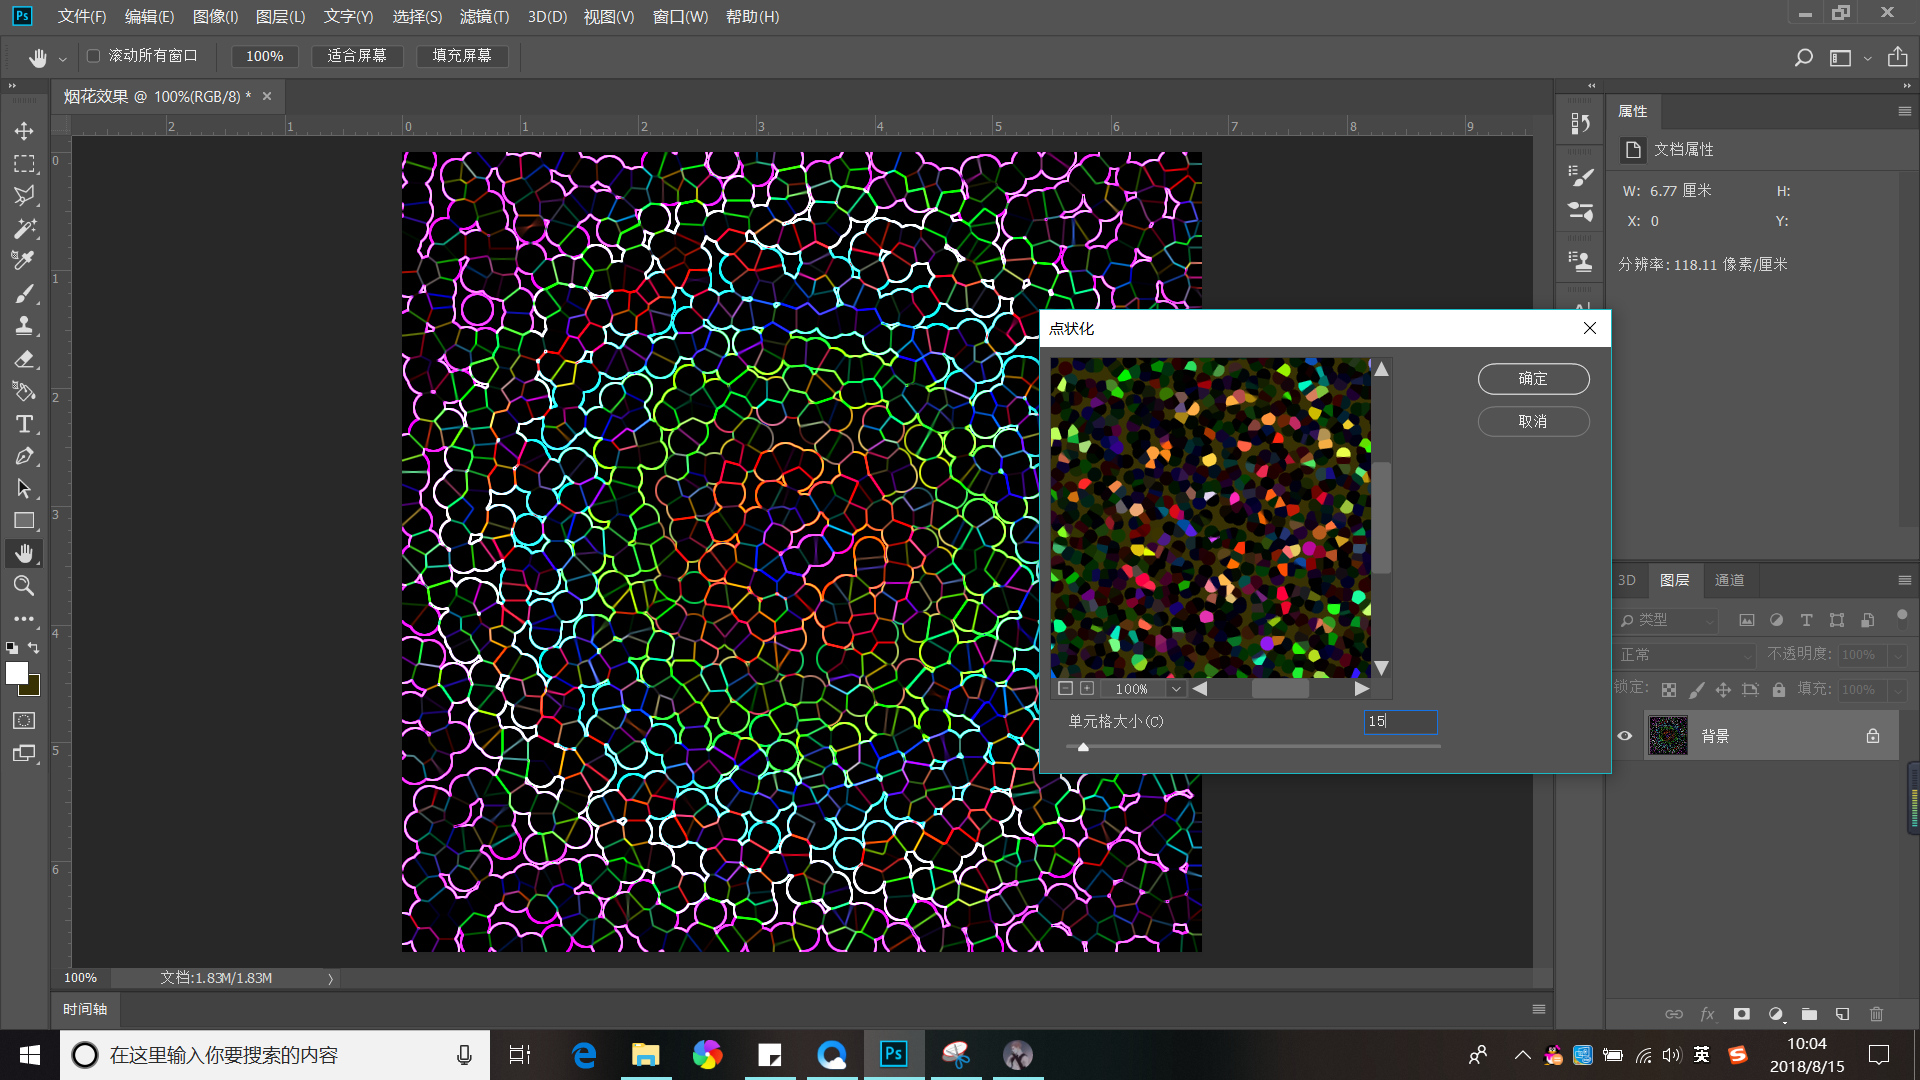 Ps 文件(F) 编辑(E) 图像(I) 图层(L) 文字(Y) 选择(S) 滤镜(T) 3D(D) 视图(V) 窗口(W) 帮助(H)
滚动所有窗口 100% 适合屏幕 填充屏幕
烟花效果 @ 100%(RGB/8) * ×
2 1 0 1 2 3 4 5 6 7 8 9
0
1
2
3
4
5
6
属性
文档属性
W: 6.77 厘米 H:
X: 0 Y:
分辨率: 118.11 像素/厘米
点状化
确定
取消
100%
单元格大小(C) 15
3D 图层 通道
类型
正常 不透明度: 100%
锁定: 填充: 100%
背景
fx
100% 文档:1.83M/1.83M
时间轴
在这里输入你要搜索的内容
Ps
英
10:04
2018/8/15